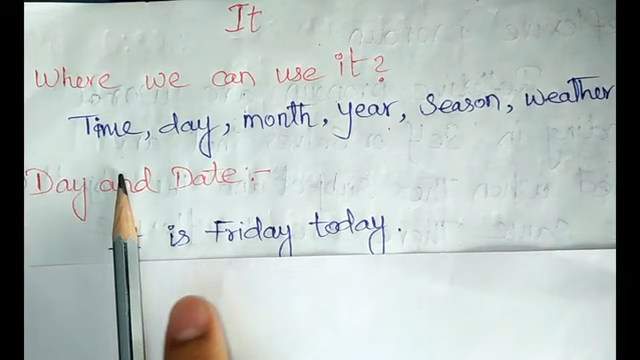 It
Where we can use it?
Time, day, month, year, season, weather
Day and Date :-
is Friday today.